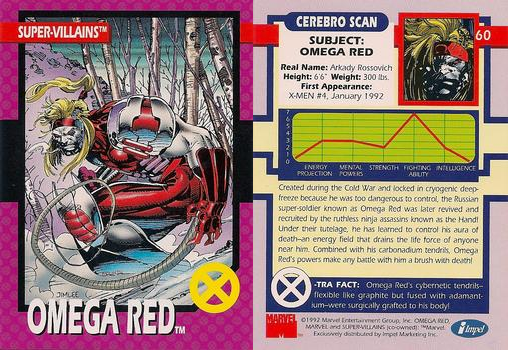 SUPER-VILLAINS™
JIM LEE
OMEGA RED™
CEREBRO SCAN
60
SUBJECT:
OMEGA RED
Real Name: Arkady Rossovich
Height: 6'6" Weight: 300 lbs.
First Appearance:
X-MEN #4, January 1992
7
6
5
4
3
2
1
0
ENERGY PROJECTION
MENTAL POWERS
STRENGTH
FIGHTING ABILITY
INTELLIGENCE
Created during the Cold War and locked in cryogenic deep-
freeze because he was too dangerous to control, the Russian
super-soldier known as Omega Red was later revived and
recruited by the ruthless ninja assassins known as the Hand!
Under their tutelage, he has learned to control his aura of
death–an energy field that drains the life force of anyone
near him. Combined with his carbonadium tendrils, Omega
Red's powers make any battle with him a brush with death!
X-TRA FACT: Omega Red's cybernetic tendrils–
flexible like graphite but fused with adamant-
ium–were surgically grafted to his body!
MARVEL
©1992 Marvel Entertainment Group, Inc. OMEGA RED,
MARVEL and SUPER-VILLAINS (co-owned): ™Marvel.
Exclusively distributed by Impel Marketing Inc.
impel